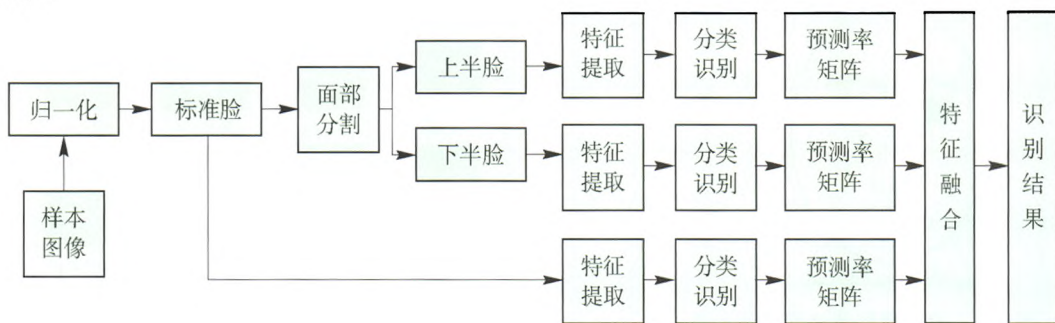 归一化
样本
图像
标准脸
面部
分割
上半脸
特征
提取
分类
识别
预测率
矩阵
下半脸
特征
提取
分类
识别
预测率
矩阵
特征
提取
分类
识别
预测率
矩阵
特征融合
识别结果